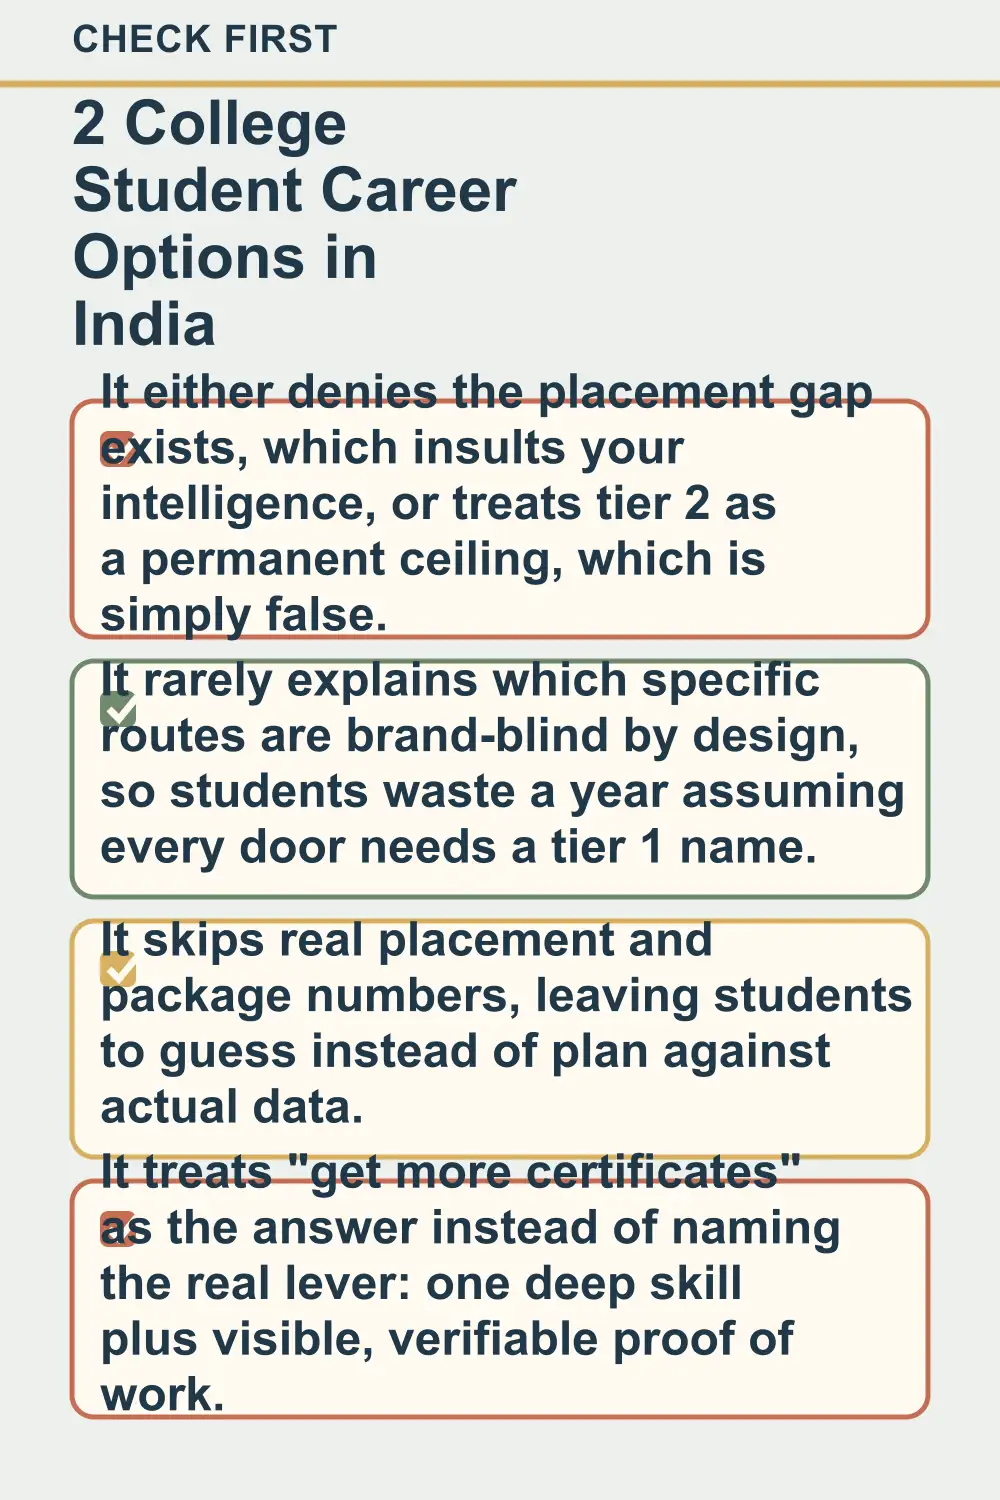 CHECK FIRST
2 College
Student Career
Options in
India
It either denies the placement gap
exists, which insults your
intelligence, or treats tier 2 as
a permanent ceiling, which is
simply false.
It rarely explains which specific
routes are brand-blind by design,
so students waste a year assuming
every door needs a tier 1 name.
It skips real placement and
package numbers, leaving students
to guess instead of plan against
actual data.
It treats "get more certificates"
as the answer instead of naming
the real lever: one deep skill
plus visible, verifiable proof of
work.